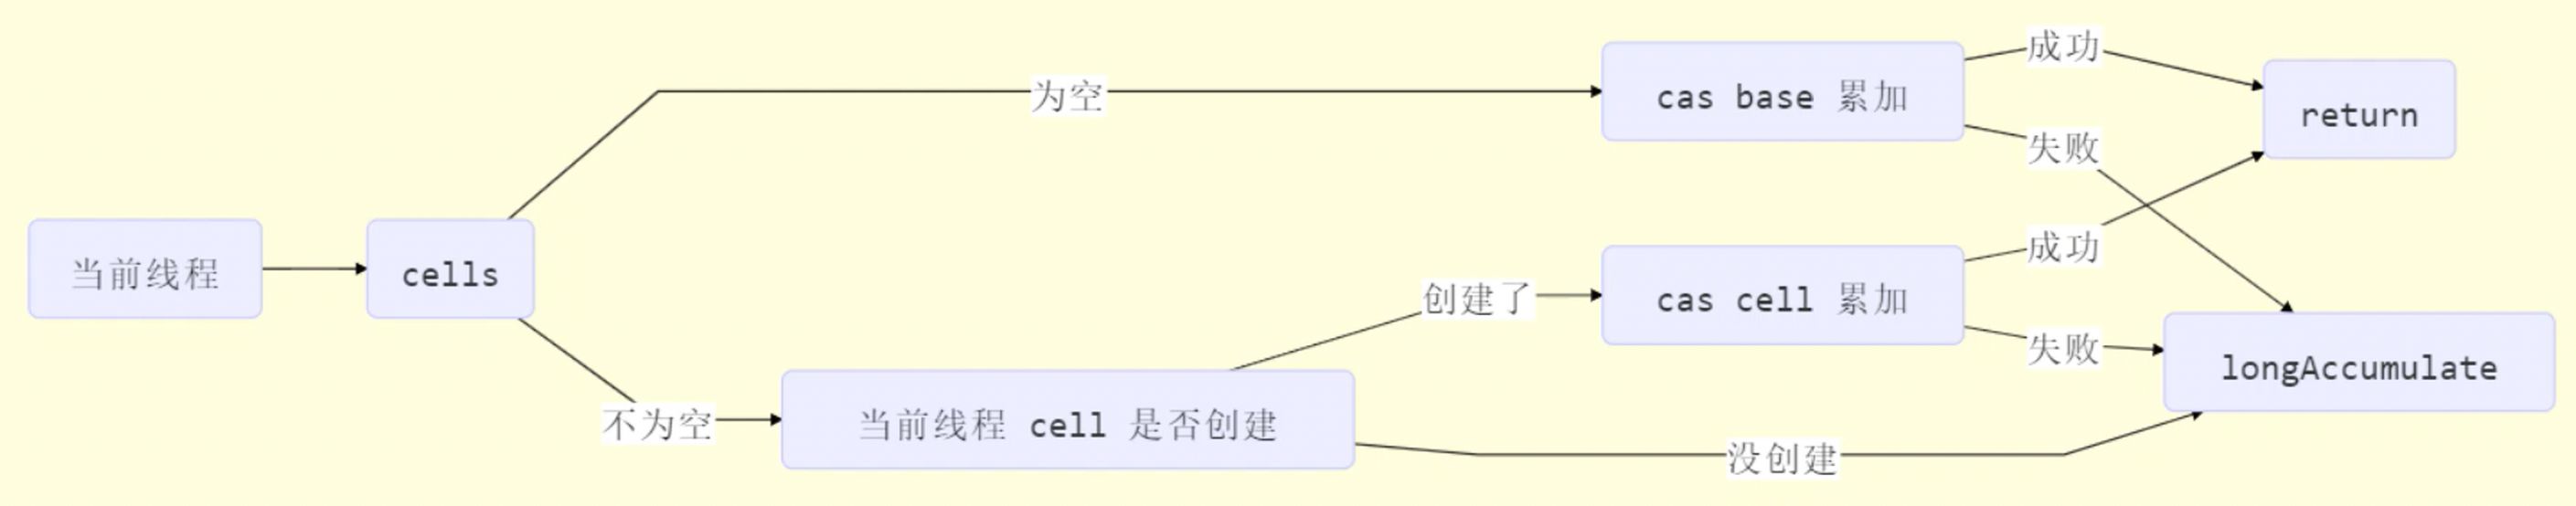 当前线程
cells
为空
不为空
当前线程 cell 是否创建
创建了
没创建
cas base 累加
成功
失败
cas cell 累加
成功
失败
return
longAccumulate